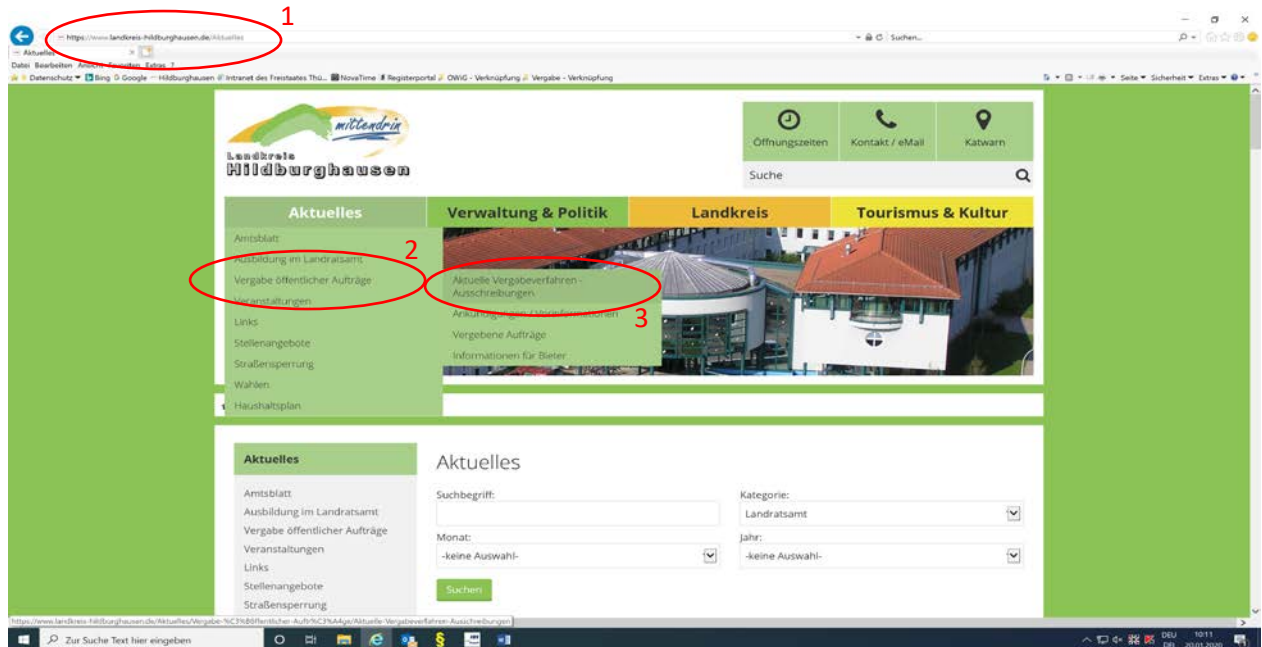 1
https://www.landkreis-hildburghausen.de/Aktuelles
Suchen...
Aktuelles
Datei Bearbeiten Ansicht Favoriten Extras ?
Datenschutz Bing Google Hildburghausen Intranet des Freistaates Thü... NovaTime Registerportal OWiG - Verknüpfung Vergabe - Verknüpfung
Seite Sicherheit Extras
mittendrin
Landkreis
Hildburghausen
Öffnungszeiten
Kontakt / eMail
Katwarn
Suche
Aktuelles
Verwaltung & Politik
Landkreis
Tourismus & Kultur
Amtsblatt
Ausbildung im Landratsamt
2
Vergabe öffentlicher Aufträge
Veranstaltungen
Links
Stellenangebote
Straßensperrung
Wahlen
Haushaltsplan
Aktuelle Vergabeverfahren -
Ausschreibungen
3
Ankündigungen / Vorinformationen
Vergebene Aufträge
Informationen für Bieter
Aktuelles
Amtsblatt
Ausbildung im Landratsamt
Vergabe öffentlicher Aufträge
Veranstaltungen
Links
Stellenangebote
Straßensperrung
Aktuelles
Suchbegriff:
Kategorie:
Landratsamt
Monat:
-keine Auswahl-
Jahr:
-keine Auswahl-
Suchen
https://www.landkreis-hildburghausen.de/Aktuelles/Vergabe-%C3%B6ffentlicher-Auftr%C3%A4ge/Aktuelle-Vergabeverfahren-Ausschreibungen
Zur Suche Text hier eingeben
DEU
10:11
20.01.2020